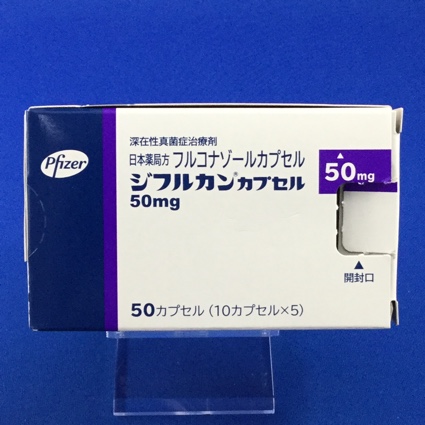 Pfizer
深在性真菌症治療剤
日本薬局方 フルコナゾールカプセル
ジフルカン®カプセル
50mg
▲
50mg
▲
開封口
50カプセル (10カプセル×5)